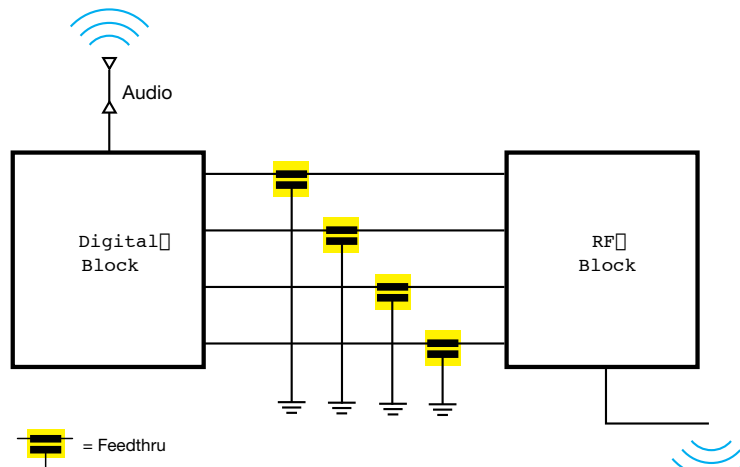 Audio
Digital▯
Block
RF▯
Block
= Feedthru